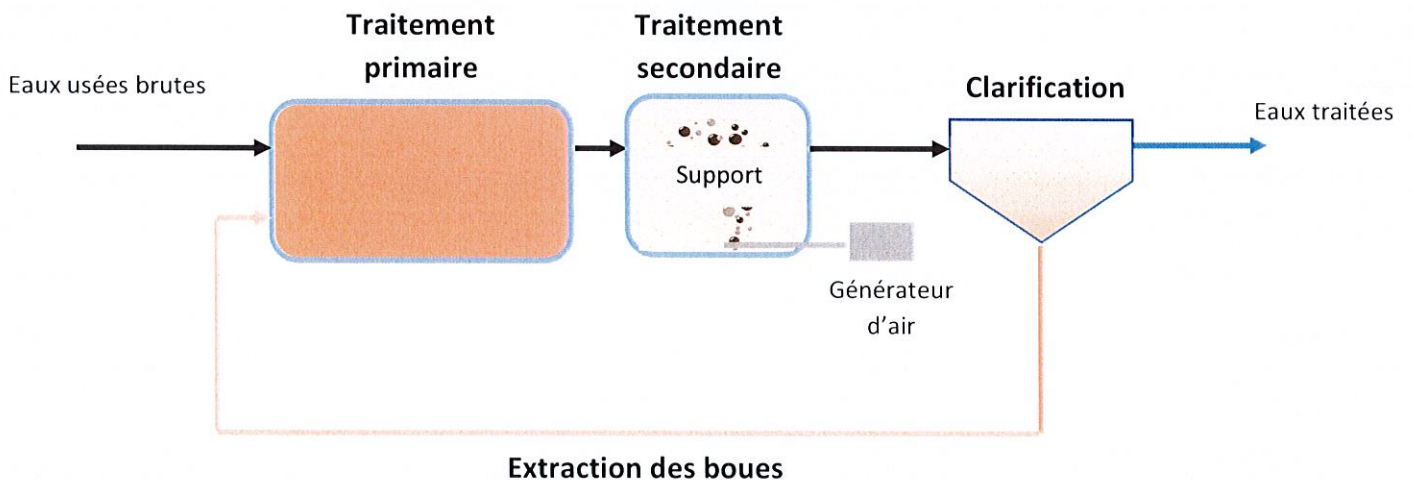 Traitement
primaire
Traitement
secondaire
Eaux usées brutes
Clarification
Eaux traitées
Support
Générateur
d'air
Extraction des boues